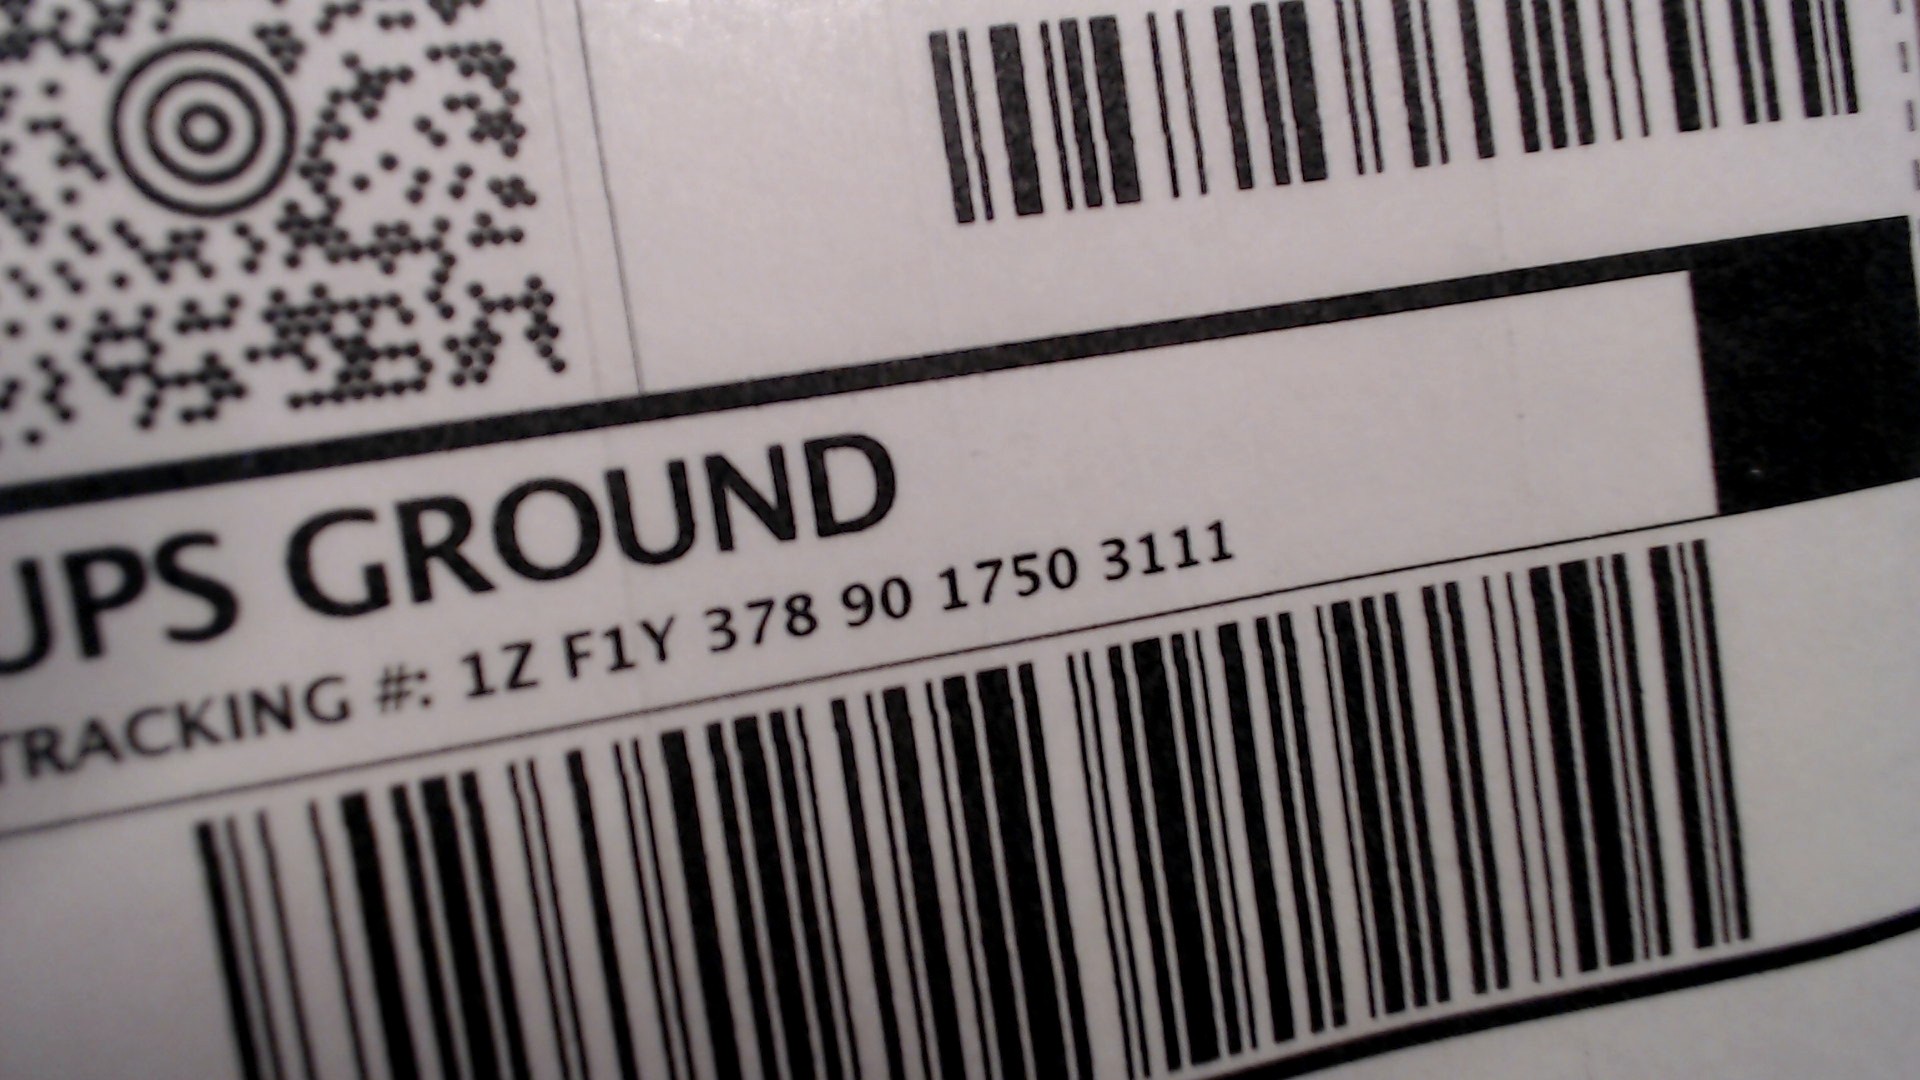 UPS GROUND
TRACKING #: 1Z F1Y 378 90 1750 3111